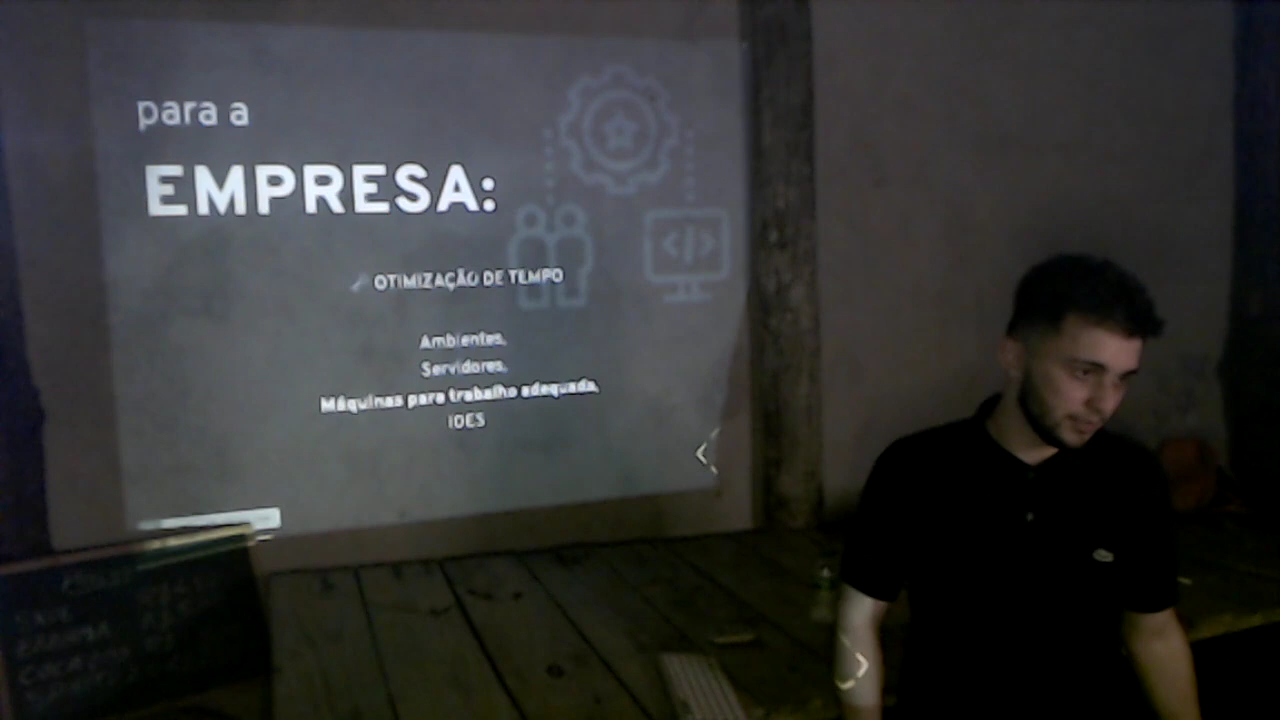 para a
EMPRESA:
OTIMIZAÇÃO DE TEMPO
Ambientes,
Servidores,
Máquinas para trabalho adequada,
IDES